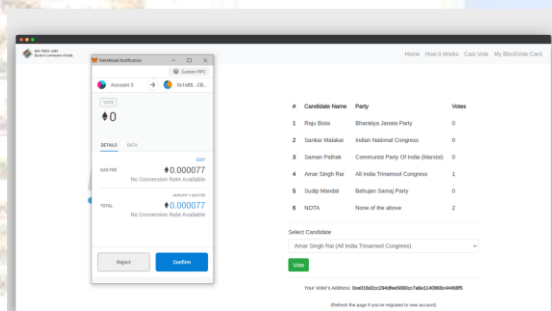 MetaMask Notification
Custom RPC
Account 3
0x1e85...CB...
VOTE
0
DETAILS
DATA
EDIT
GAS FEE
0.000077
No Conversion Rate Available
AMOUNT + GAS FEE
TOTAL
0.000077
No Conversion Rate Available
Reject
Confirm
Home How it Works Cast Vote My BlockVote Card
# Candidate Name Party Votes
1 Raju Bista Bharatiya Janata Party 0
2 Sankar Malakar Indian National Congress 0
3 Saman Pathak Communist Party Of India (Marxist) 0
4 Amar Singh Rai All India Trinamool Congress 1
5 Sudip Mandal Bahujan Samaj Party 0
6 NOTA None of the above 2
Select Candidate
Amar Singh Rai (All India Trinamool Congress)
Vote
Your Voter's Address:
(Refresh the page if you've migrated to new account)